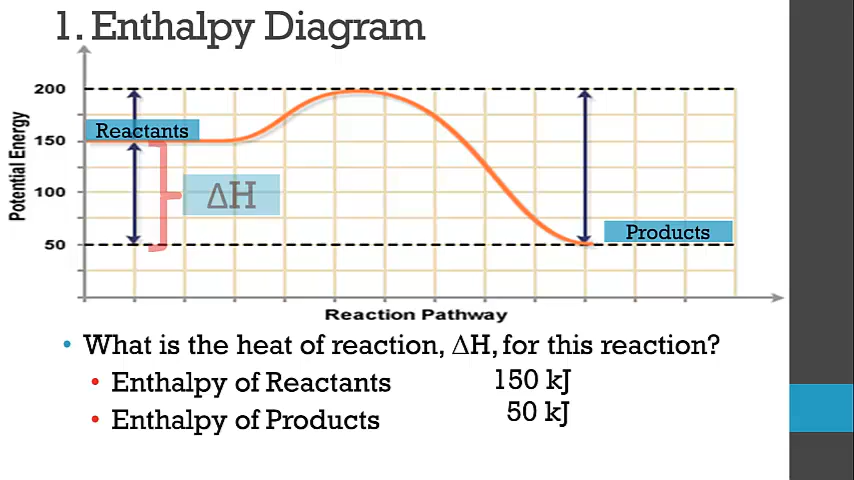 1. Enthalpy Diagram
Potential Energy
200
150
100
50
Reactants
ΔH
Products
Reaction Pathway
• What is the heat of reaction, ΔH, for this reaction?
• Enthalpy of Reactants 150 kJ
• Enthalpy of Products 50 kJ